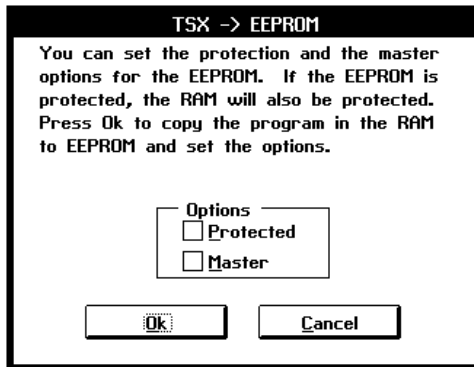 TSX -> EEPROM
You can set the protection and the master
options for the EEPROM. If the EEPROM is
protected, the RAM will also be protected.
Press Ok to copy the program in the RAM
to EEPROM and set the options.
Options
Protected
Master
Ok Cancel